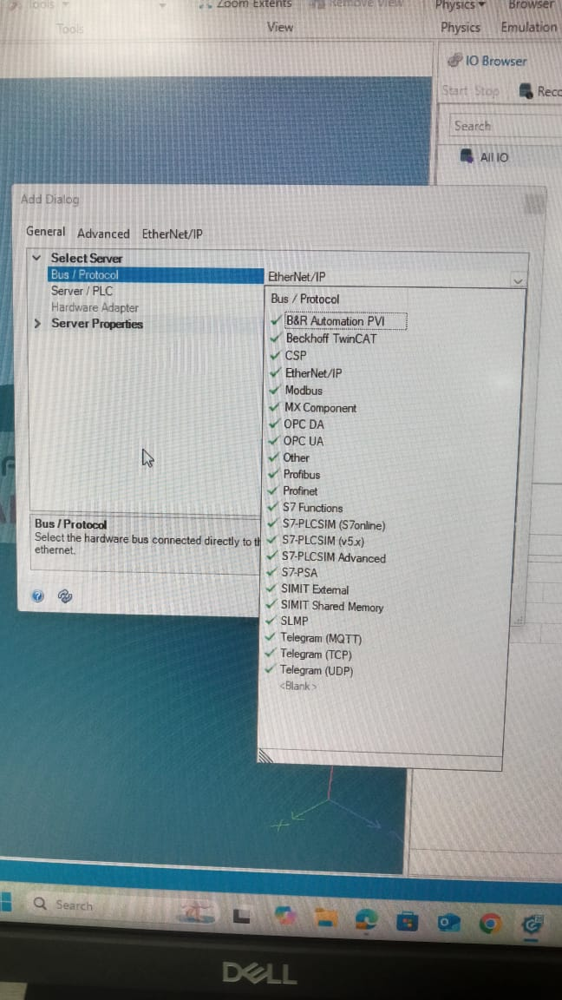 Tools
Zoom Extents
Remove View
Physics
Browser
Tools
View
Physics
Emulation
IO Browser
Start Stop
Search
All IO
Add Dialog
General Advanced EtherNet/IP
Select Server
Bus / Protocol
EtherNet/IP
Server / PLC
Hardware Adapter
Server Properties
Bus / Protocol
B&R Automation PVI
Beckhoff TwinCAT
CSP
EtherNet/IP
Modbus
MX Component
OPC DA
OPC UA
Other
Profibus
Profinet
S7 Functions
S7-PLCSIM (S7online)
S7-PLCSIM (v5.x)
S7-PLCSIM Advanced
S7-PSA
SIMIT External
SIMIT Shared Memory
SLMP
Telegram (MQTT)
Telegram (TCP)
Telegram (UDP)
<Blank>
Bus / Protocol
Select the hardware bus connected directly to
ethernet.
Search
DELL